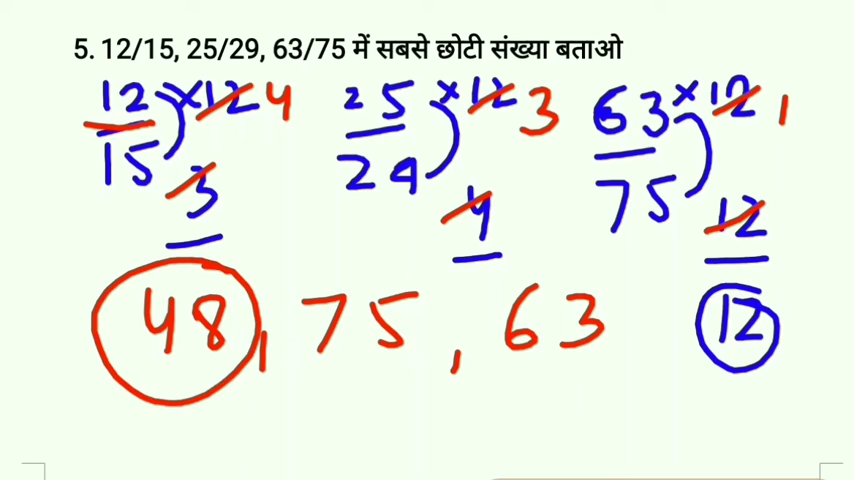 5. 12/15, 25/29, 63/75 में सबसे छोटी संख्या बताओ
12 ×12 4 25 ×12 3 63 ×12 1
15 24 75
3 4 12
48, 75, 63 12